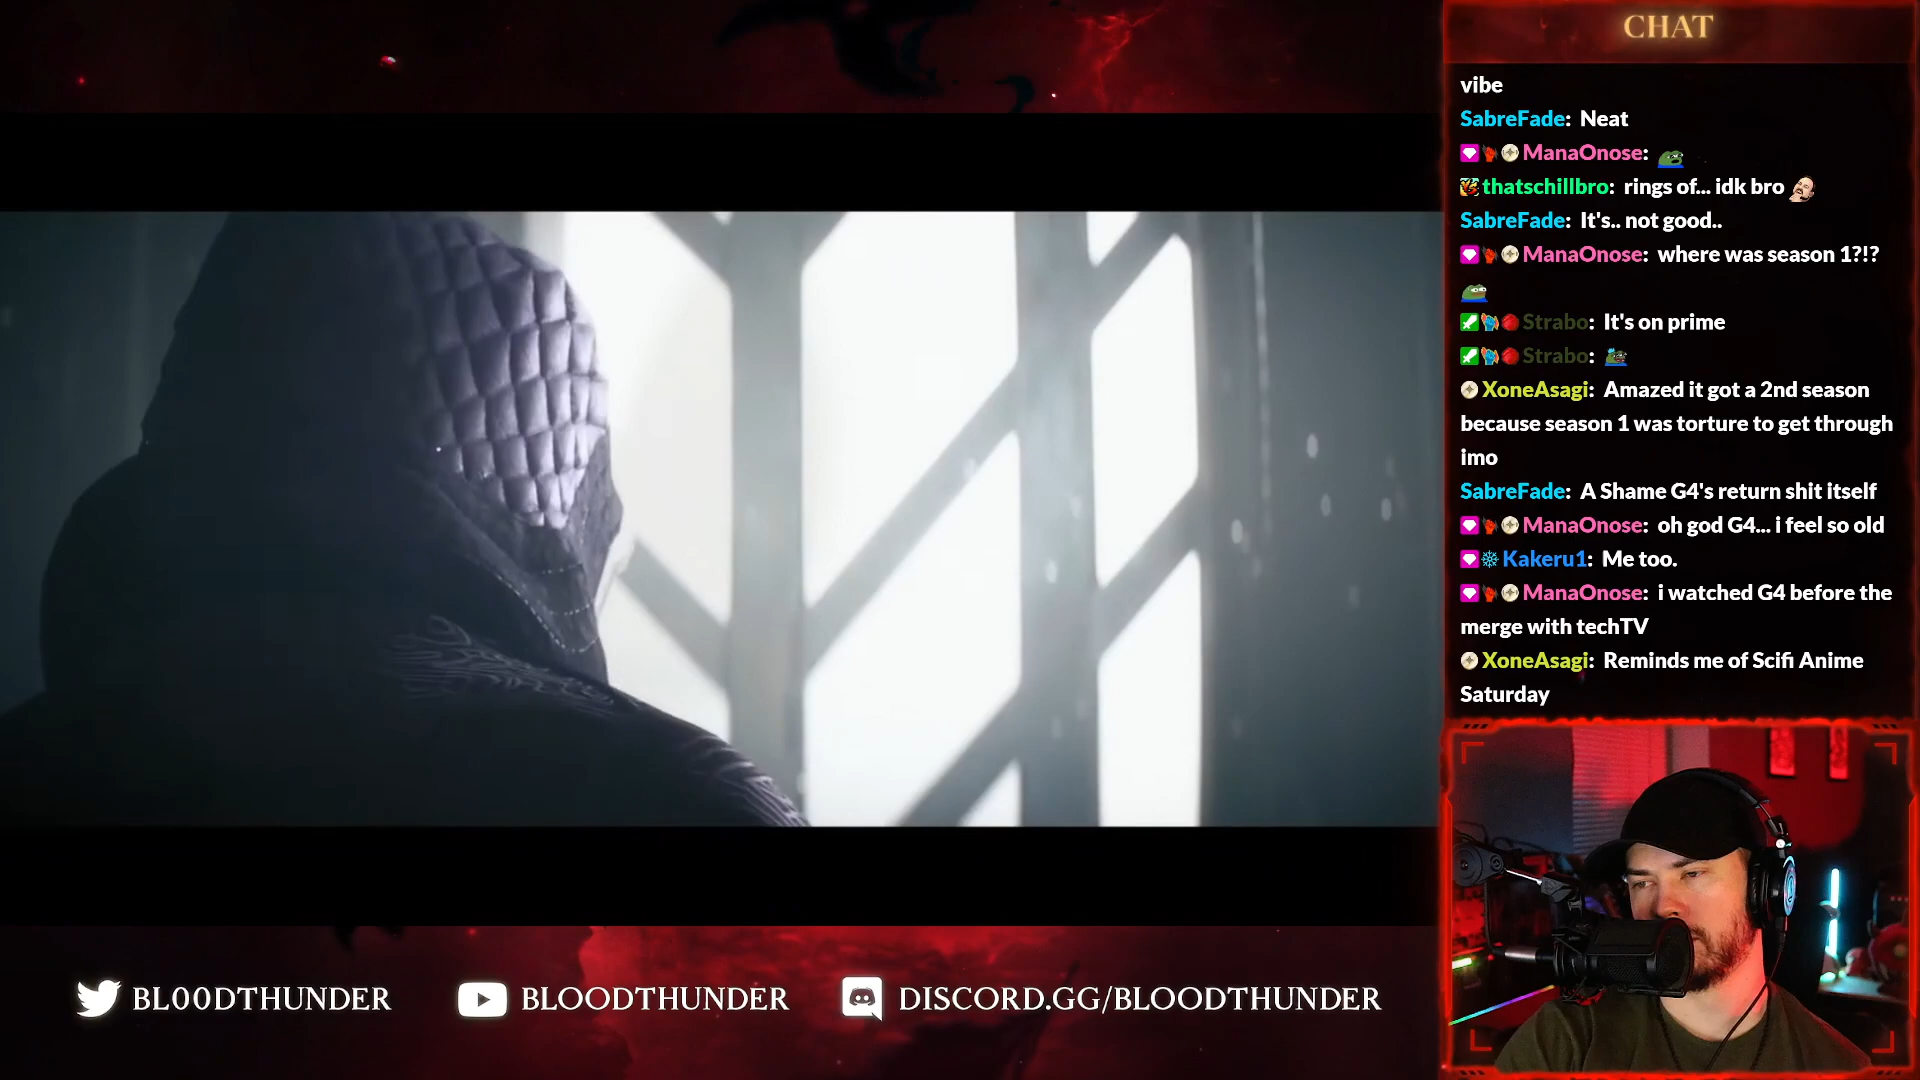 CHAT
vibe
SabreFade: Neat
ManaOnose:
thatschillbro: rings of... idk bro
SabreFade: It's.. not good..
ManaOnose: where was season 1?!?
Strabo: It's on prime
Strabo:
XoneAsagi: Amazed it got a 2nd season
because season 1 was torture to get through
imo
SabreFade: A Shame G4's return shit itself
ManaOnose: oh god G4... i feel so old
Kakeru1: Me too.
ManaOnose: i watched G4 before the
merge with techTV
XoneAsagi: Reminds me of Scifi Anime
Saturday
BL00DTHUNDER
BLOODTHUNDER
DISCORD.GG/BLOODTHUNDER